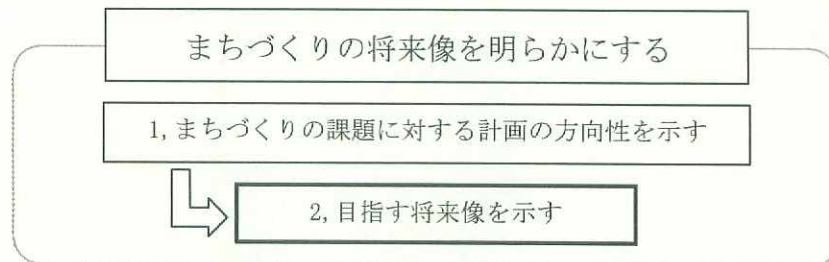 まちづくりの将来像を明らかにする
1,まちづくりの課題に対する計画の方向性を示す
2,目指す将来像を示す